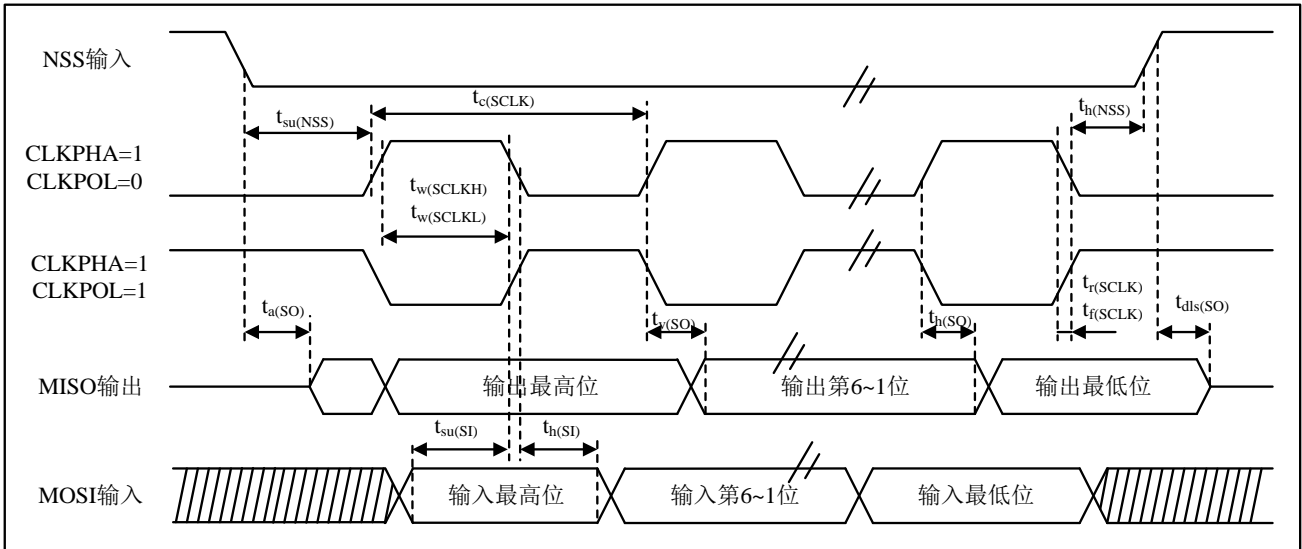 NSS输入
t_c(SCLK)
t_su(NSS)
t_h(NSS)
CLKPHA=1
CLKPOL=0
t_w(SCLKH)
t_w(SCLKL)
CLKPHA=1
CLKPOL=1
t_r(SCLK)
t_f(SCLK)
t_a(SO)
t_v(SO)
t_h(SO)
t_dls(SO)
MISO输出
输出最高位
输出第6~1位
输出最低位
t_su(SI)
t_h(SI)
MOSI输入
输入最高位
输入第6~1位
输入最低位